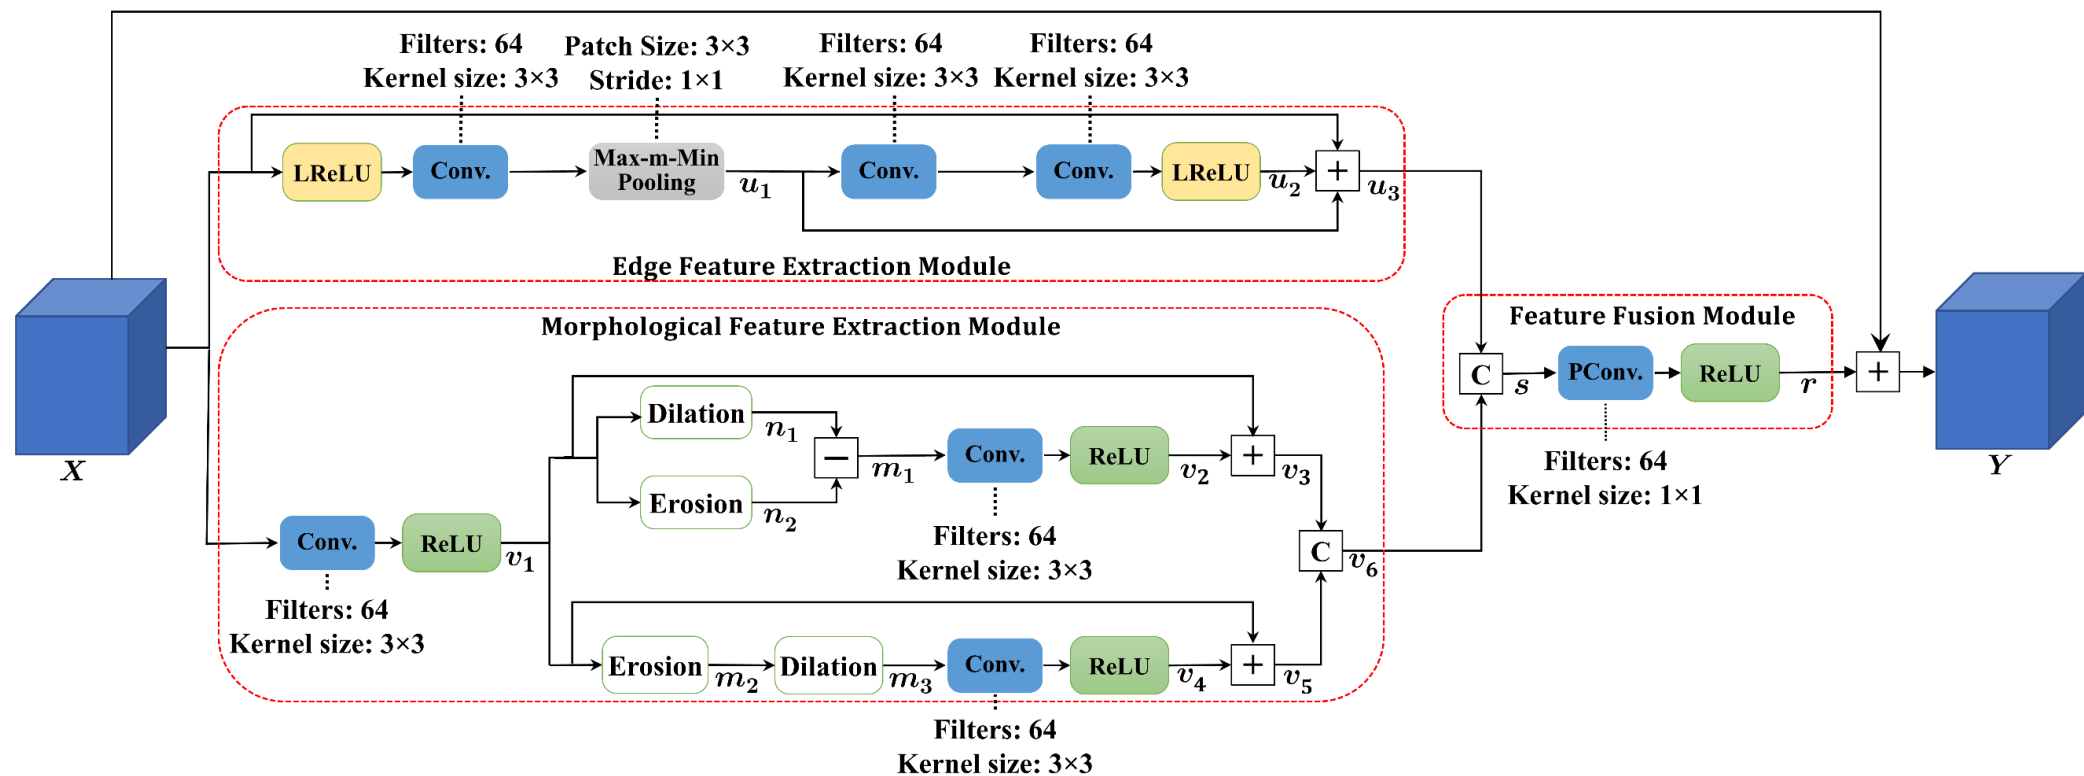 Filters: 64
Kernel size: 3×3
Patch Size: 3×3
Stride: 1×1
Filters: 64
Kernel size: 3×3
Filters: 64
Kernel size: 3×3
LReLU
Conv.
Max-m-Min
Pooling
u₁
Conv.
Conv.
LReLU
u₂
+
u₃
Edge Feature Extraction Module
X
Morphological Feature Extraction Module
Conv.
ReLU
v₁
Filters: 64
Kernel size: 3×3
Dilation
n₁
Erosion
n₂
−
m₁
Conv.
ReLU
v₂
+
v₃
Filters: 64
Kernel size: 3×3
Erosion
m₂
Dilation
m₃
Conv.
ReLU
v₄
+
v₅
Filters: 64
Kernel size: 3×3
C
v₆
Feature Fusion Module
C
s
PConv.
ReLU
r
Filters: 64
Kernel size: 1×1
+
Y